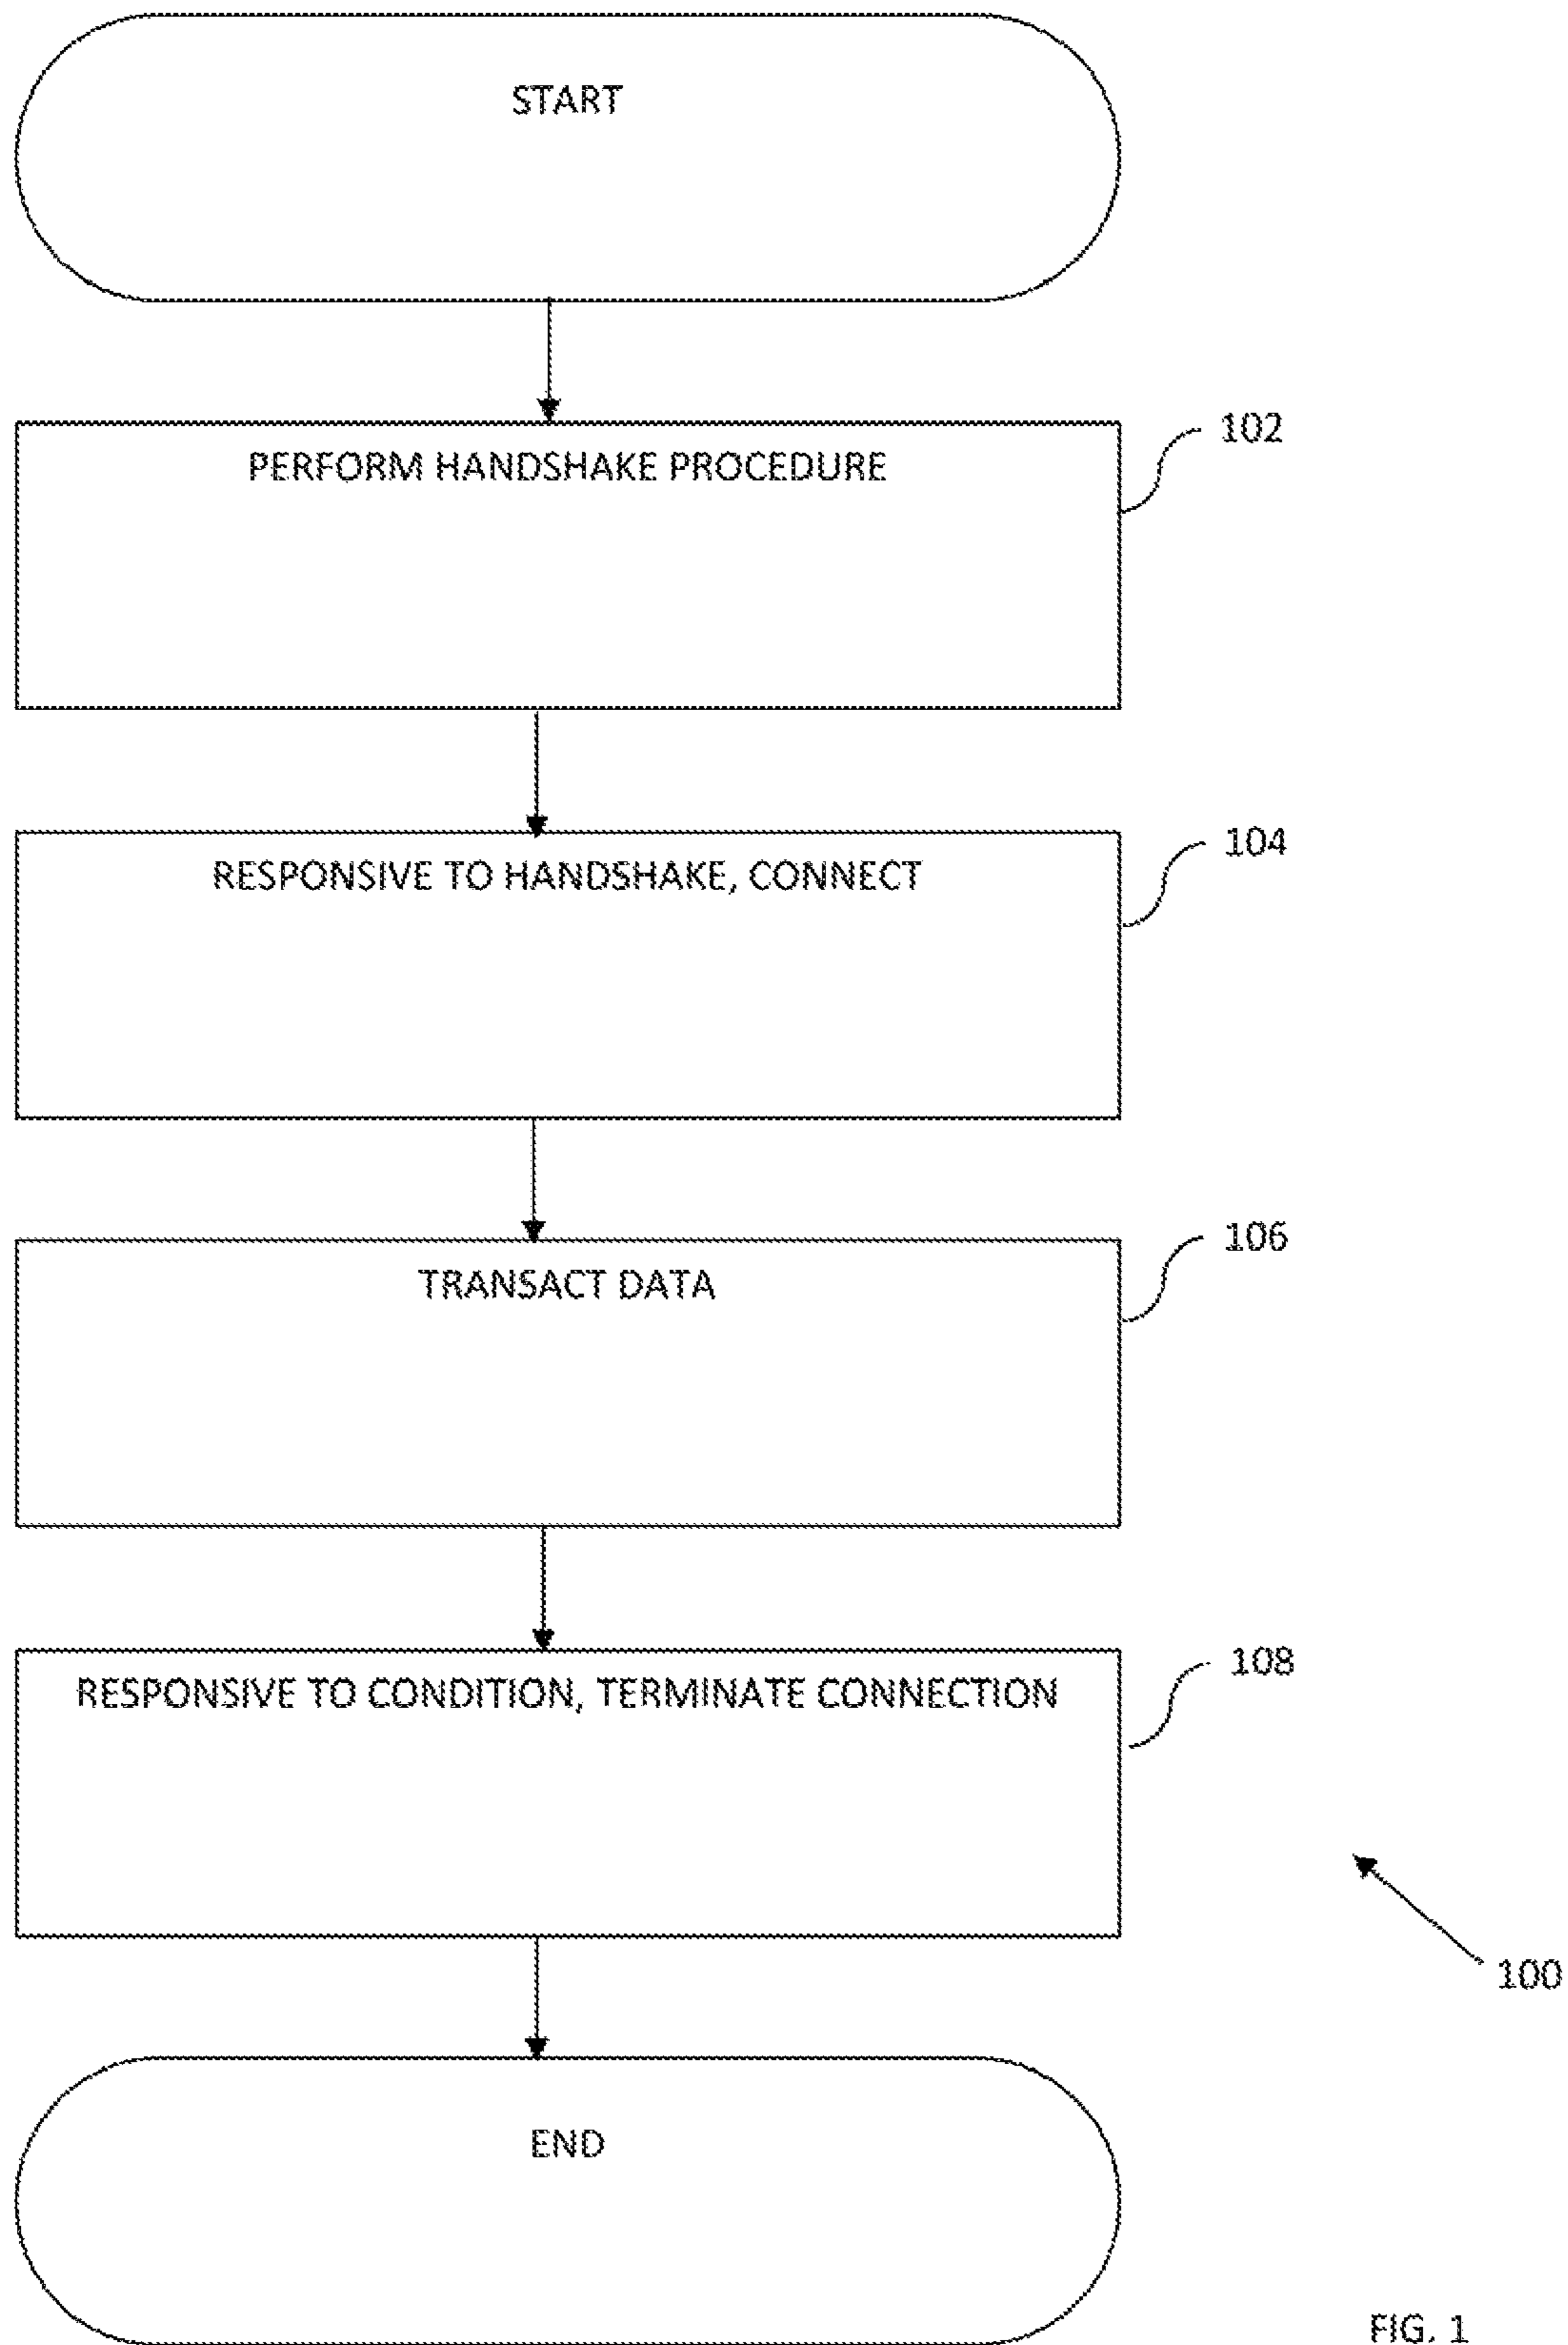 START
PERFORM HANDSHAKE PROCEDURE
102
RESPONSIVE TO HANDSHAKE, CONNECT
104
TRANSACT DATA
106
RESPONSIVE TO CONDITION, TERMINATE CONNECTION
108
100
END
FIG. 1